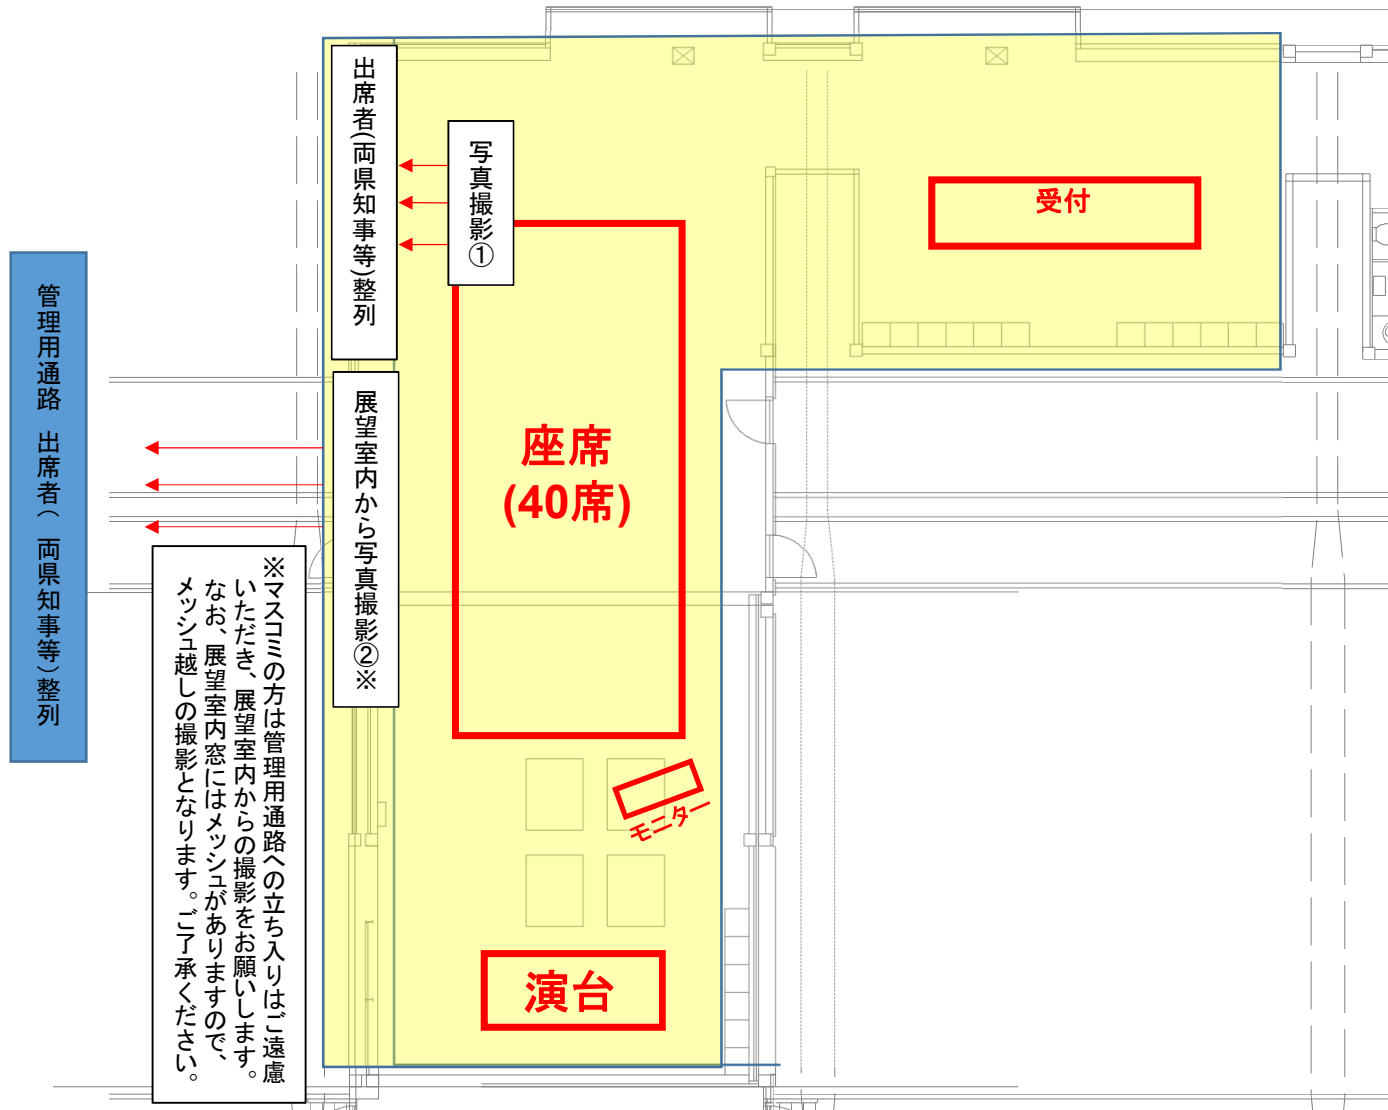 出席者(両県知事等)整列
写真撮影①
受付
管理用通路 出席者( 両県知事等)整列
展望室内から写真撮影②※
座席
(40席)
※マスコミの方は管理用通路への立ち入りはご遠慮
いただき、展望室内からの撮影をお願いします。
なお、展望室内窓にはメッシュがありますので、
メッシュ越しの撮影となります。ご了承ください。
モニター
演台